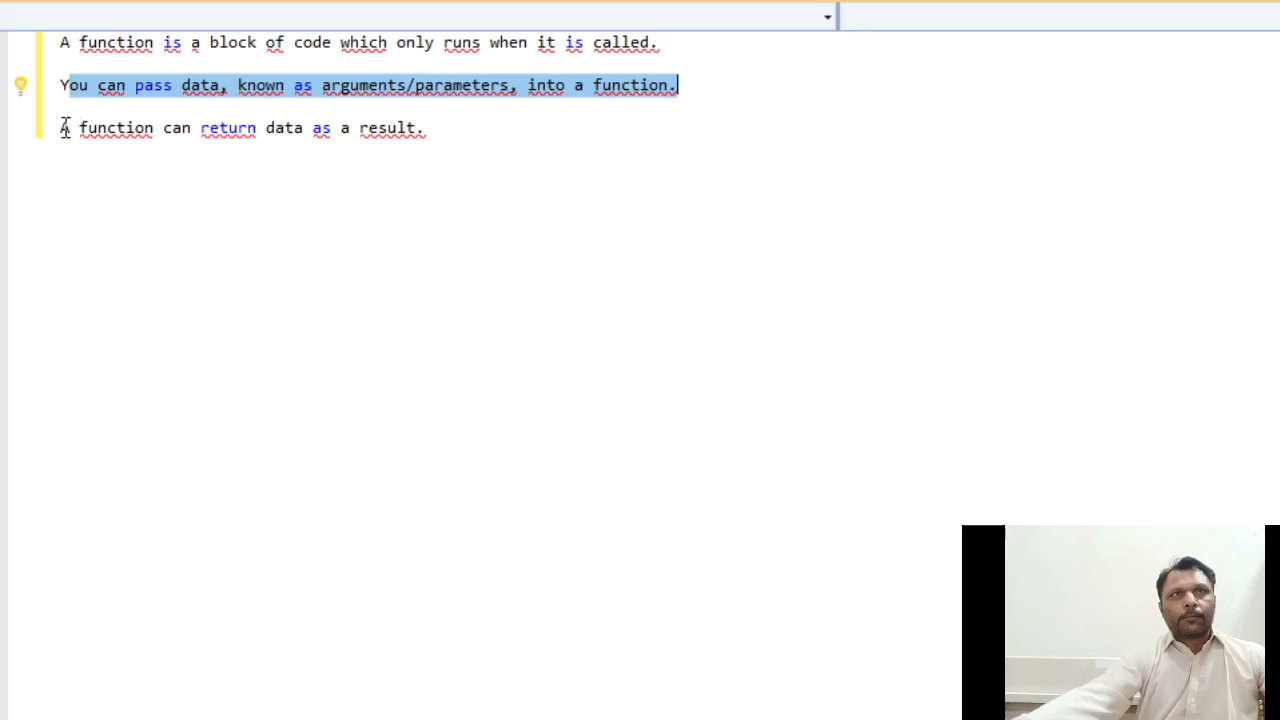 A function is a block of code which only runs when it is called.
You can pass data, known as arguments/parameters, into a function.
A function can return data as a result.